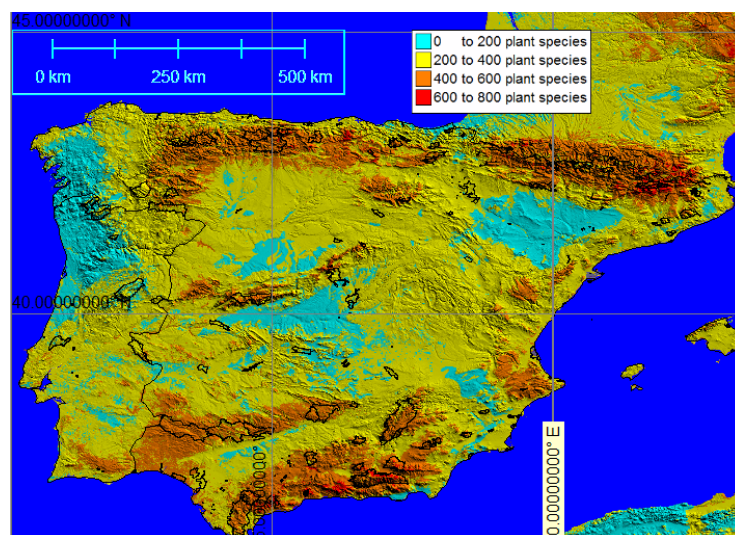 45.00000000° N
0 to 200 plant species
200 to 400 plant species
400 to 600 plant species
600 to 800 plant species
0 km 250 km 500 km
40.00000000° N
0.00000000° E